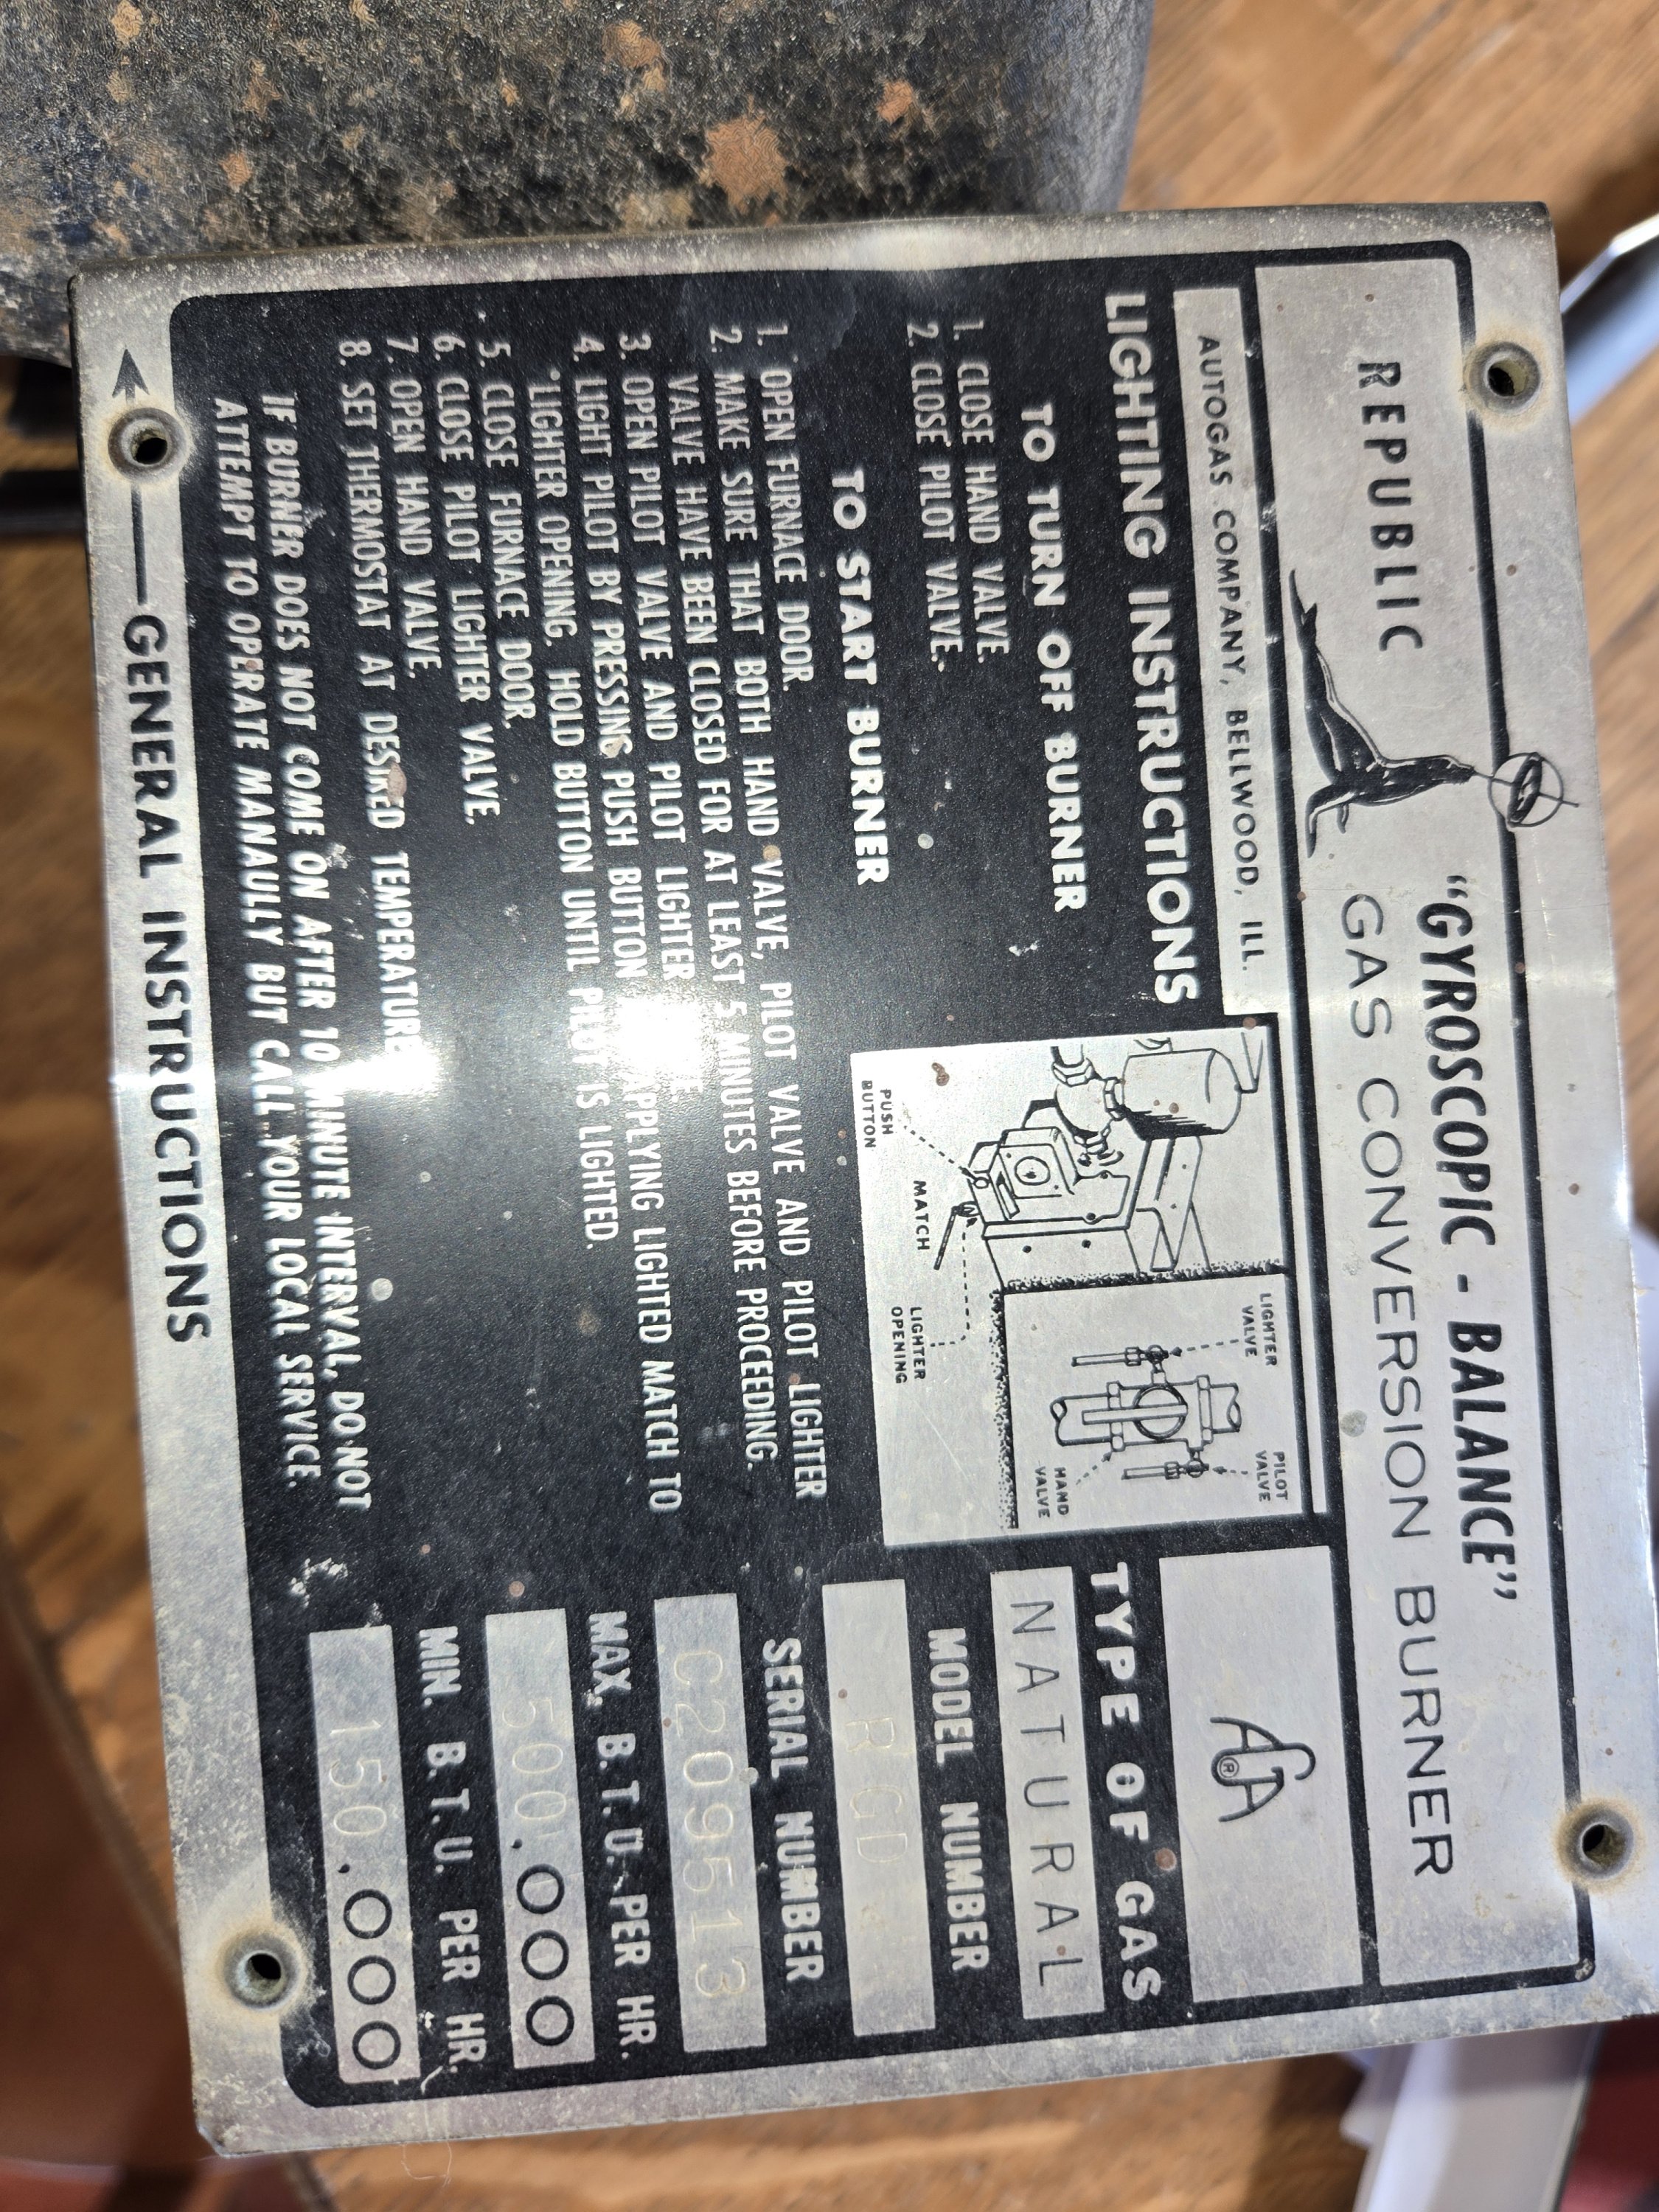 REPUBLIC
"GYROSCOPIC - BALANCE"
GAS CONVERSION BURNER
AUTOGAS COMPANY, BELLWOOD, ILL.
LIGHTING INSTRUCTIONS
TO TURN OFF BURNER
1. CLOSE HAND VALVE.
2. CLOSE PILOT VALVE.
TO START BURNER
1. OPEN FURNACE DOOR.
2. MAKE SURE THAT BOTH HAND VALVE, PILOT VALVE AND PILOT LIGHTER
VALVE HAVE BEEN CLOSED FOR AT LEAST 5 MINUTES BEFORE PROCEEDING.
3. OPEN PILOT VALVE AND PILOT LIGHTER
4. LIGHT PILOT BY PRESSING PUSH BUTTON APPLYING LIGHTED MATCH TO
LIGHTER OPENING. HOLD BUTTON UNTIL PILOT IS LIGHTED.
5. CLOSE FURNACE DOOR.
6. CLOSE PILOT LIGHTER VALVE.
7. OPEN HAND VALVE.
8. SET THERMOSTAT AT DESIRED TEMPERATURE
IF BURNER DOES NOT COME ON AFTER 10 MINUTE INTERVAL, DO NOT
ATTEMPT TO OPERATE MANAULLY BUT CALL YOUR LOCAL SERVICE.
GENERAL INSTRUCTIONS
LIGHTER
VALVE
PILOT
VALVE
HAND
VALVE
PUSH
BUTTON
MATCH
LIGHTER
OPENING
AGA
®
TYPE OF GAS
NATURAL
MODEL NUMBER
RGD
SERIAL NUMBER
C209513
MAX. B.T.U. PER HR.
500,000
MIN. B.T.U. PER HR.
150,000